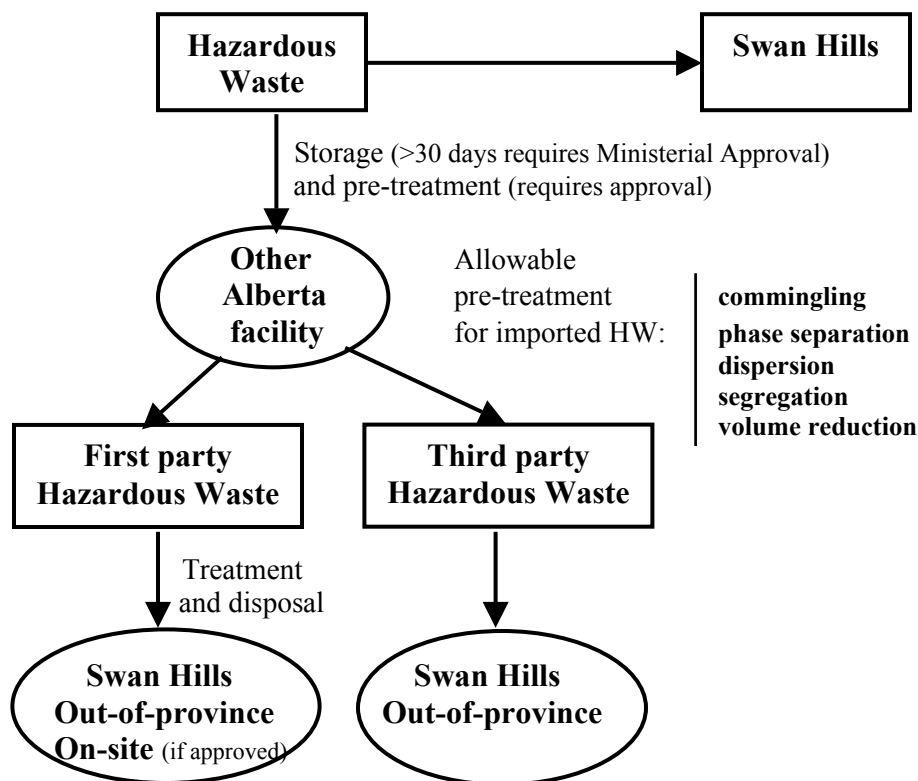 Hazardous
Waste
Swan Hills
Storage (>30 days requires Ministerial Approval)
and pre-treatment (requires approval)
Other
Alberta
facility
Allowable
pre-treatment
for imported HW:
commingling
phase separation
dispersion
segregation
volume reduction
First party
Hazardous Waste
Third party
Hazardous Waste
Treatment
and disposal
Swan Hills
Out-of-province
On-site (if approved)
Swan Hills
Out-of-province